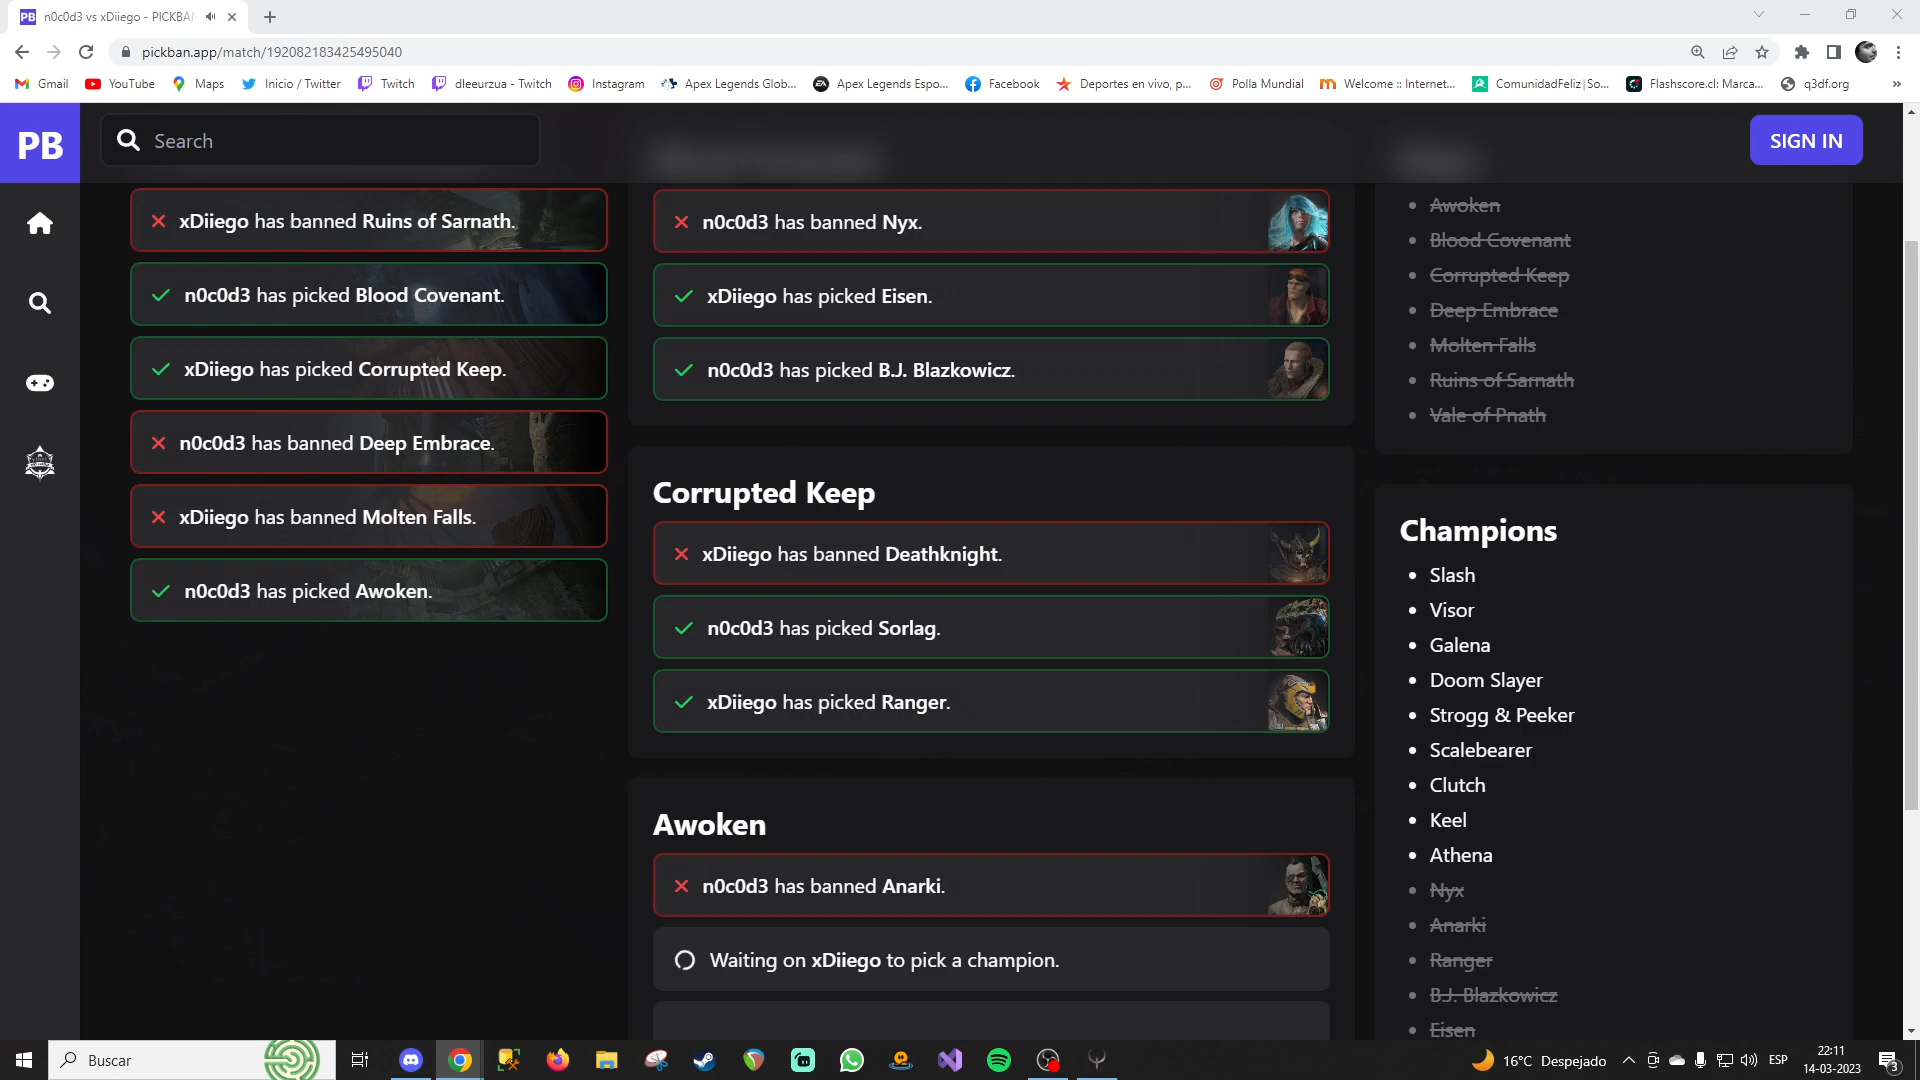 PB n0c0d3 vs xDiiego - PICKBAN
pickban.app/match/192082183425495040
Gmail YouTube Maps Inicio / Twitter Twitch dleeurzua - Twitch Instagram Apex Legends Glob... Apex Legends Espo... Facebook Deportes en vivo, p... Polla Mundial Welcome :: Internet... ComunidadFeliz | So... Flashscore.cl: Marca... q3df.org »
PB
Search
SIGN IN
xDiiego has banned Ruins of Sarnath.
n0c0d3 has picked Blood Covenant.
xDiiego has picked Corrupted Keep.
n0c0d3 has banned Deep Embrace.
xDiiego has banned Molten Falls.
n0c0d3 has picked Awoken.
n0c0d3 has banned Nyx.
xDiiego has picked Eisen.
n0c0d3 has picked B.J. Blazkowicz.
Corrupted Keep
xDiiego has banned Deathknight.
n0c0d3 has picked Sorlag.
xDiiego has picked Ranger.
Awoken
n0c0d3 has banned Anarki.
Waiting on xDiiego to pick a champion.
Awoken
Blood Covenant
Corrupted Keep
Deep Embrace
Molten Falls
Ruins of Sarnath
Vale of Pnath
Champions
Slash
Visor
Galena
Doom Slayer
Strogg & Peeker
Scalebearer
Clutch
Keel
Athena
Nyx
Anarki
Ranger
B.J. Blazkowicz
Eisen
Buscar
16°C Despejado
ESP
22:11
14-03-2023
3